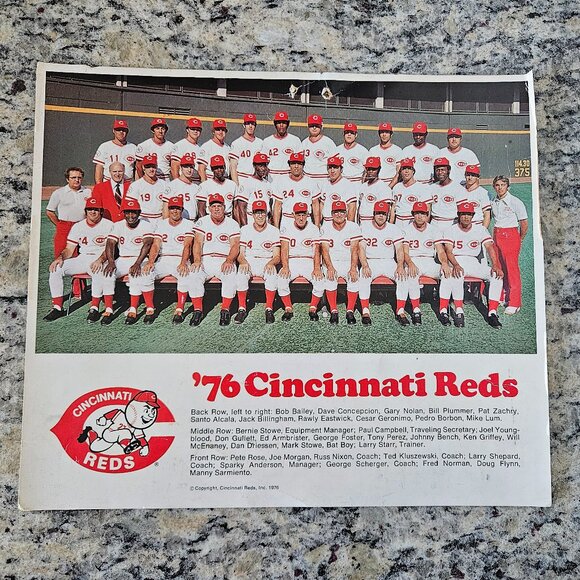 114.30
375
'76 Cincinnati Reds
Back Row, left to right: Bob Bailey, Dave Concepcion, Gary Nolan, Bill Plummer, Pat Zachry,
Santo Alcala, Jack Billingham, Rawly Eastwick, Cesar Geronimo, Pedro Borbon, Mike Lum.
Middle Row: Bernie Stowe, Equipment Manager; Paul Campbell, Traveling Secretary; Joel Young-
blood, Don Gullett, Ed Armbrister, George Foster, Tony Perez, Johnny Bench, Ken Griffey, Will
McEnaney, Dan Driessen, Mark Stowe, Bat Boy; Larry Starr, Trainer.
Front Row: Pete Rose, Joe Morgan, Russ Nixon, Coach; Ted Kluszewski, Coach; Larry Shepard,
Coach; Sparky Anderson, Manager; George Scherger, Coach; Fred Norman, Doug Flynn,
Manny Sarmiento.
CINCINNATI
REDS
© Copyright, Cincinnati Reds, Inc. 1976